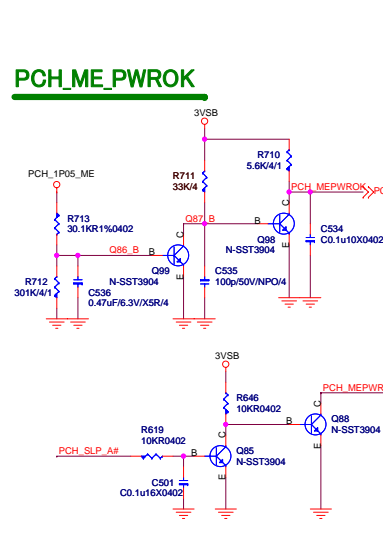 PCH_ME_PWROK
3VSB
PCH_1P05_ME
R711
33K/4
R710
5.6K/4/1
PCH_MEPWROK
R713
30.1KR1%0402
Q87_B
B
C
E
Q98
N-SST3904
C534
C0.1u10X0402
Q86_B
B
C
E
Q99
N-SST3904
R712
301K/4/1
C536
0.47uF/6.3V/X5R/4
C535
100p/50V/NPO/4
3VSB
R646
10KR0402
PCH_MEPWR
B
C
E
Q88
N-SST3904
R619
10KR0402
PCH_SLP_A#
B
C
E
Q85
N-SST3904
C501
C0.1u16X0402